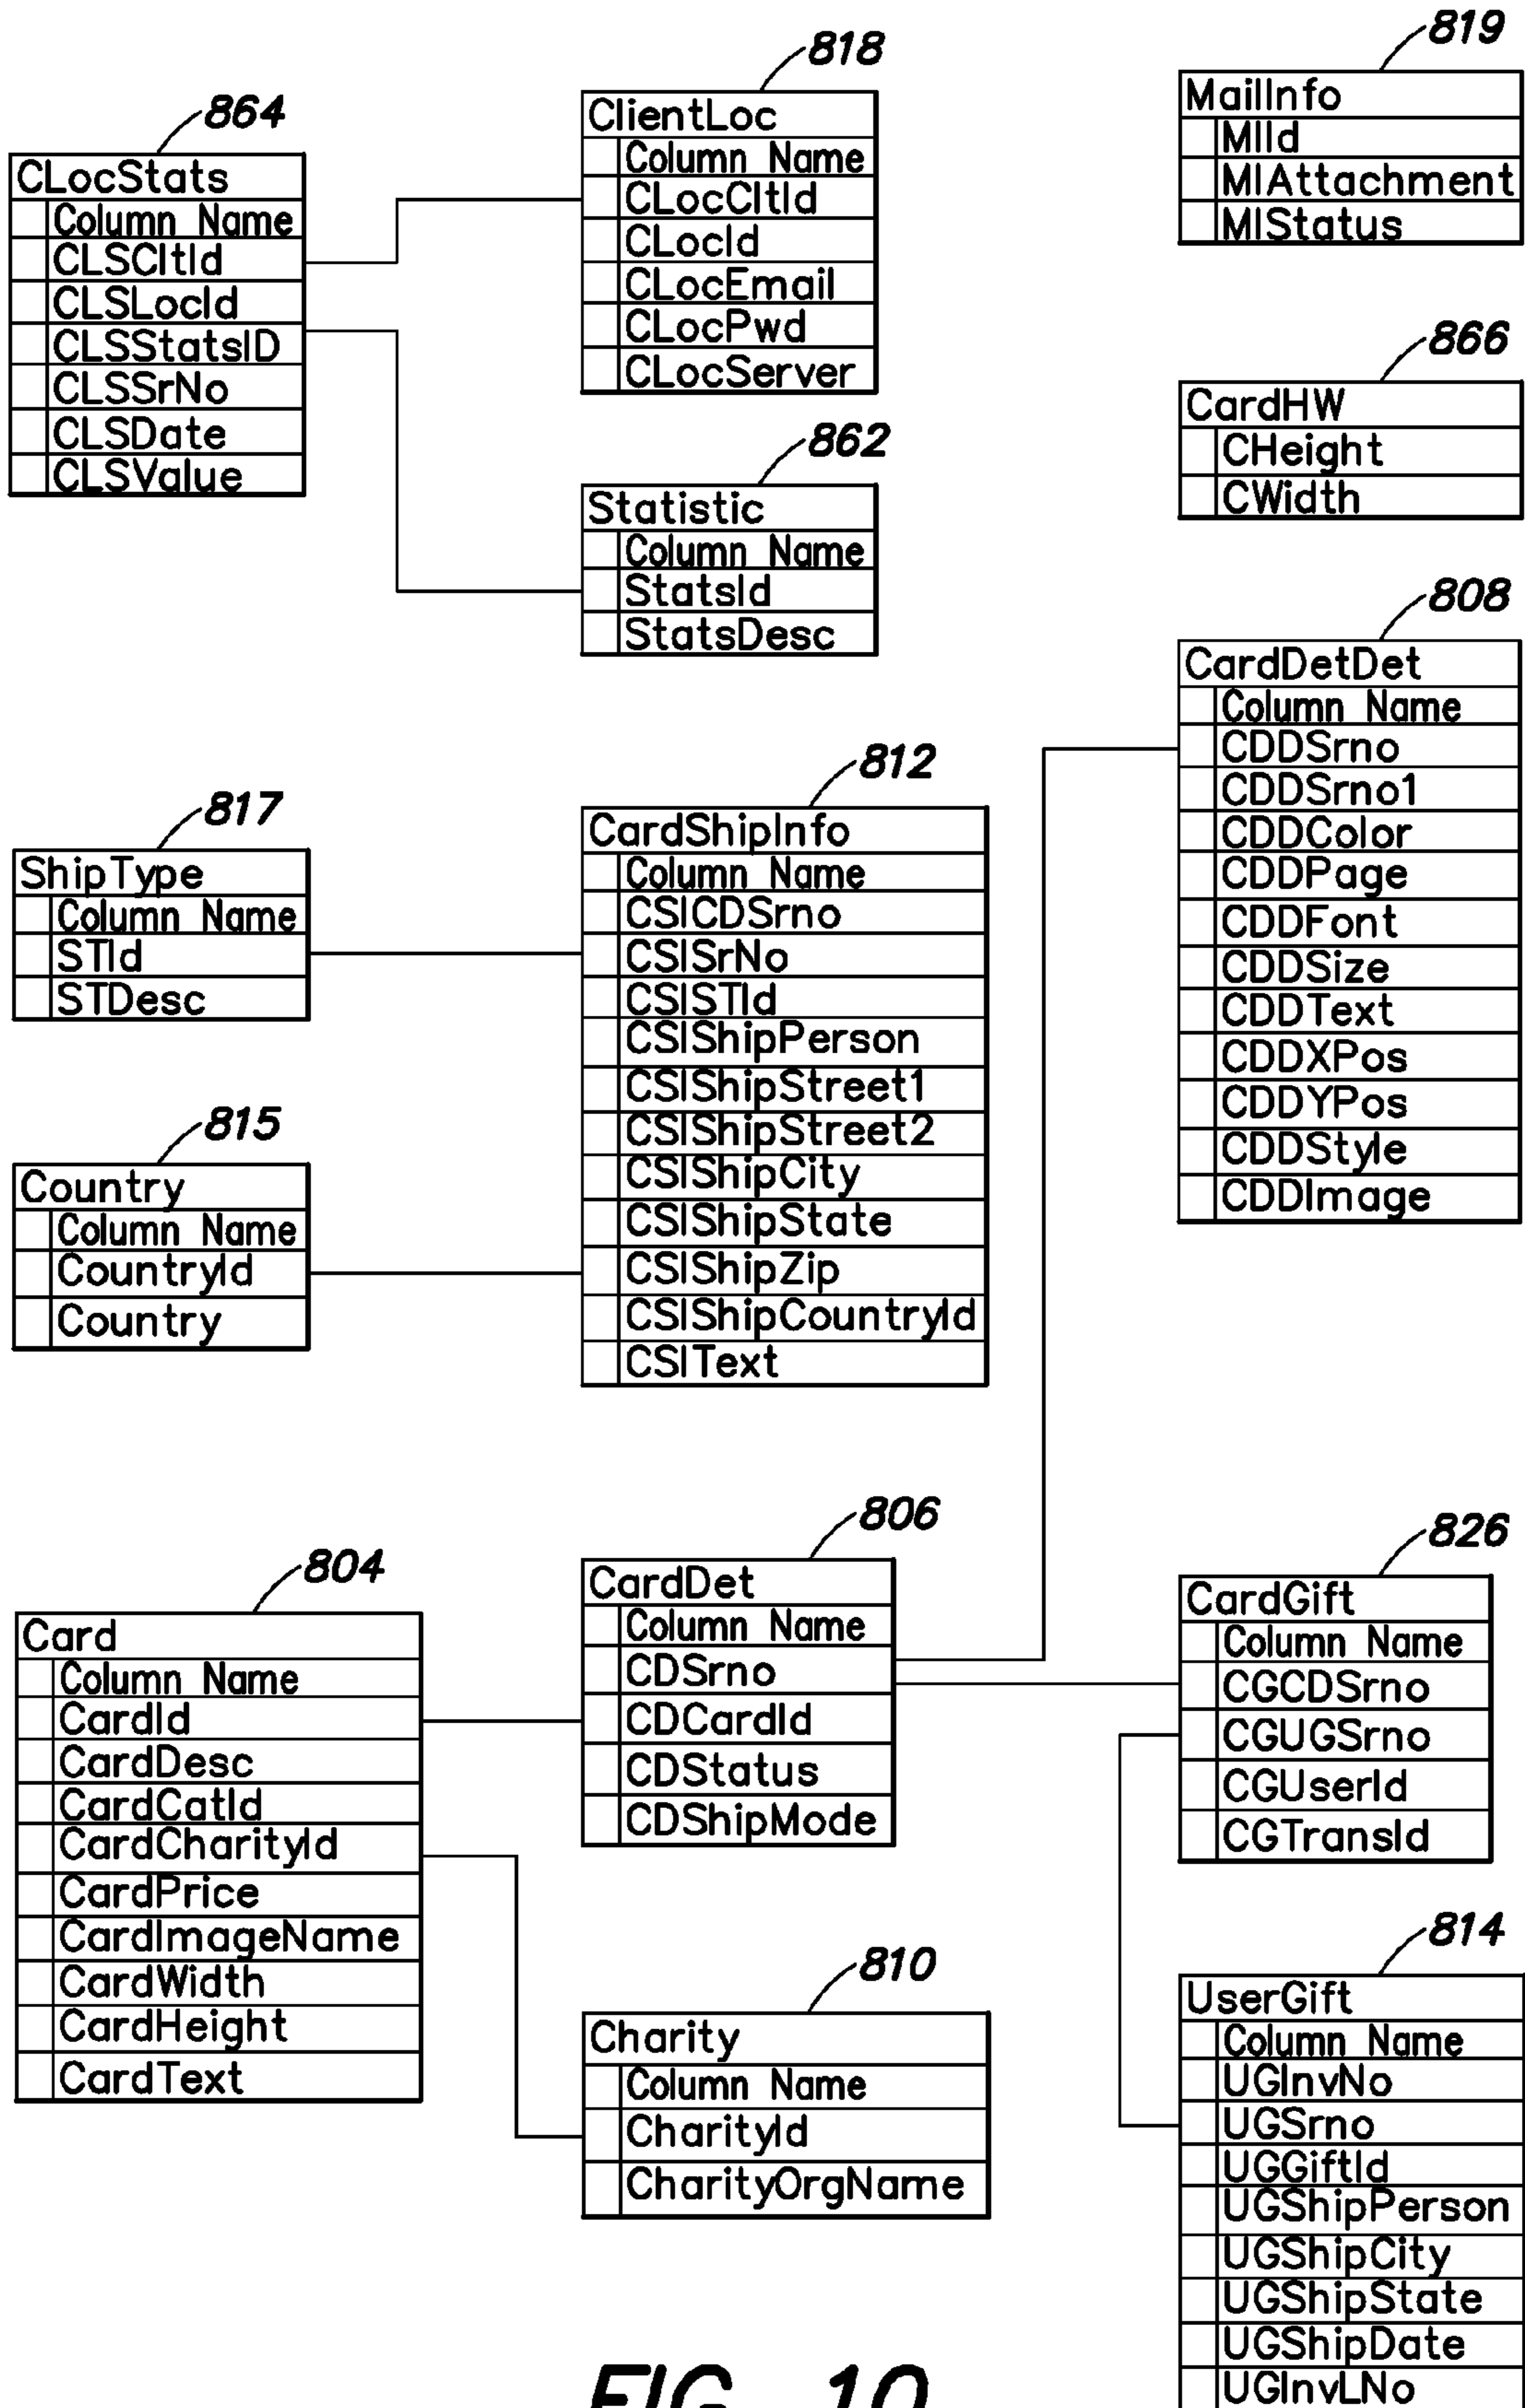 864
CLocStats
Column Name
CLSCltId
CLSLocId
CLSStatsID
CLSSrNo
CLSDate
CLSValue
818
ClientLoc
Column Name
CLocCltId
CLocId
CLocEmail
CLocPwd
CLocServer
819
MailInfo
MIId
MIAttachment
MIStatus
866
CardHW
CHeight
CWidth
862
Statistic
Column Name
StatsId
StatsDesc
808
CardDetDet
Column Name
CDDSrno
CDDSrno1
CDDColor
CDDPage
CDDFont
CDDSize
CDDText
CDDXPos
CDDYPos
CDDStyle
CDDImage
817
ShipType
Column Name
STId
STDesc
812
CardShipInfo
Column Name
CSICDSrno
CSISrNo
CSISTId
CSIShipPerson
CSIShipStreet1
CSIShipStreet2
CSIShipCity
CSIShipState
CSIShipZip
CSIShipCountryId
CSIText
815
Country
Column Name
CountryId
Country
804
Card
Column Name
CardId
CardDesc
CardCatId
CardCharityId
CardPrice
CardImageName
CardWidth
CardHeight
CardText
806
CardDet
Column Name
CDSrno
CDCardId
CDStatus
CDShipMode
826
CardGift
Column Name
CGCDSrno
CGUGSrno
CGUserId
CGTransId
810
Charity
Column Name
CharityId
CharityOrgName
814
UserGift
Column Name
UGInvNo
UGSrno
UGGiftId
UGShipPerson
UGShipCity
UGShipState
UGShipDate
UGInvLNo
FIG. 10